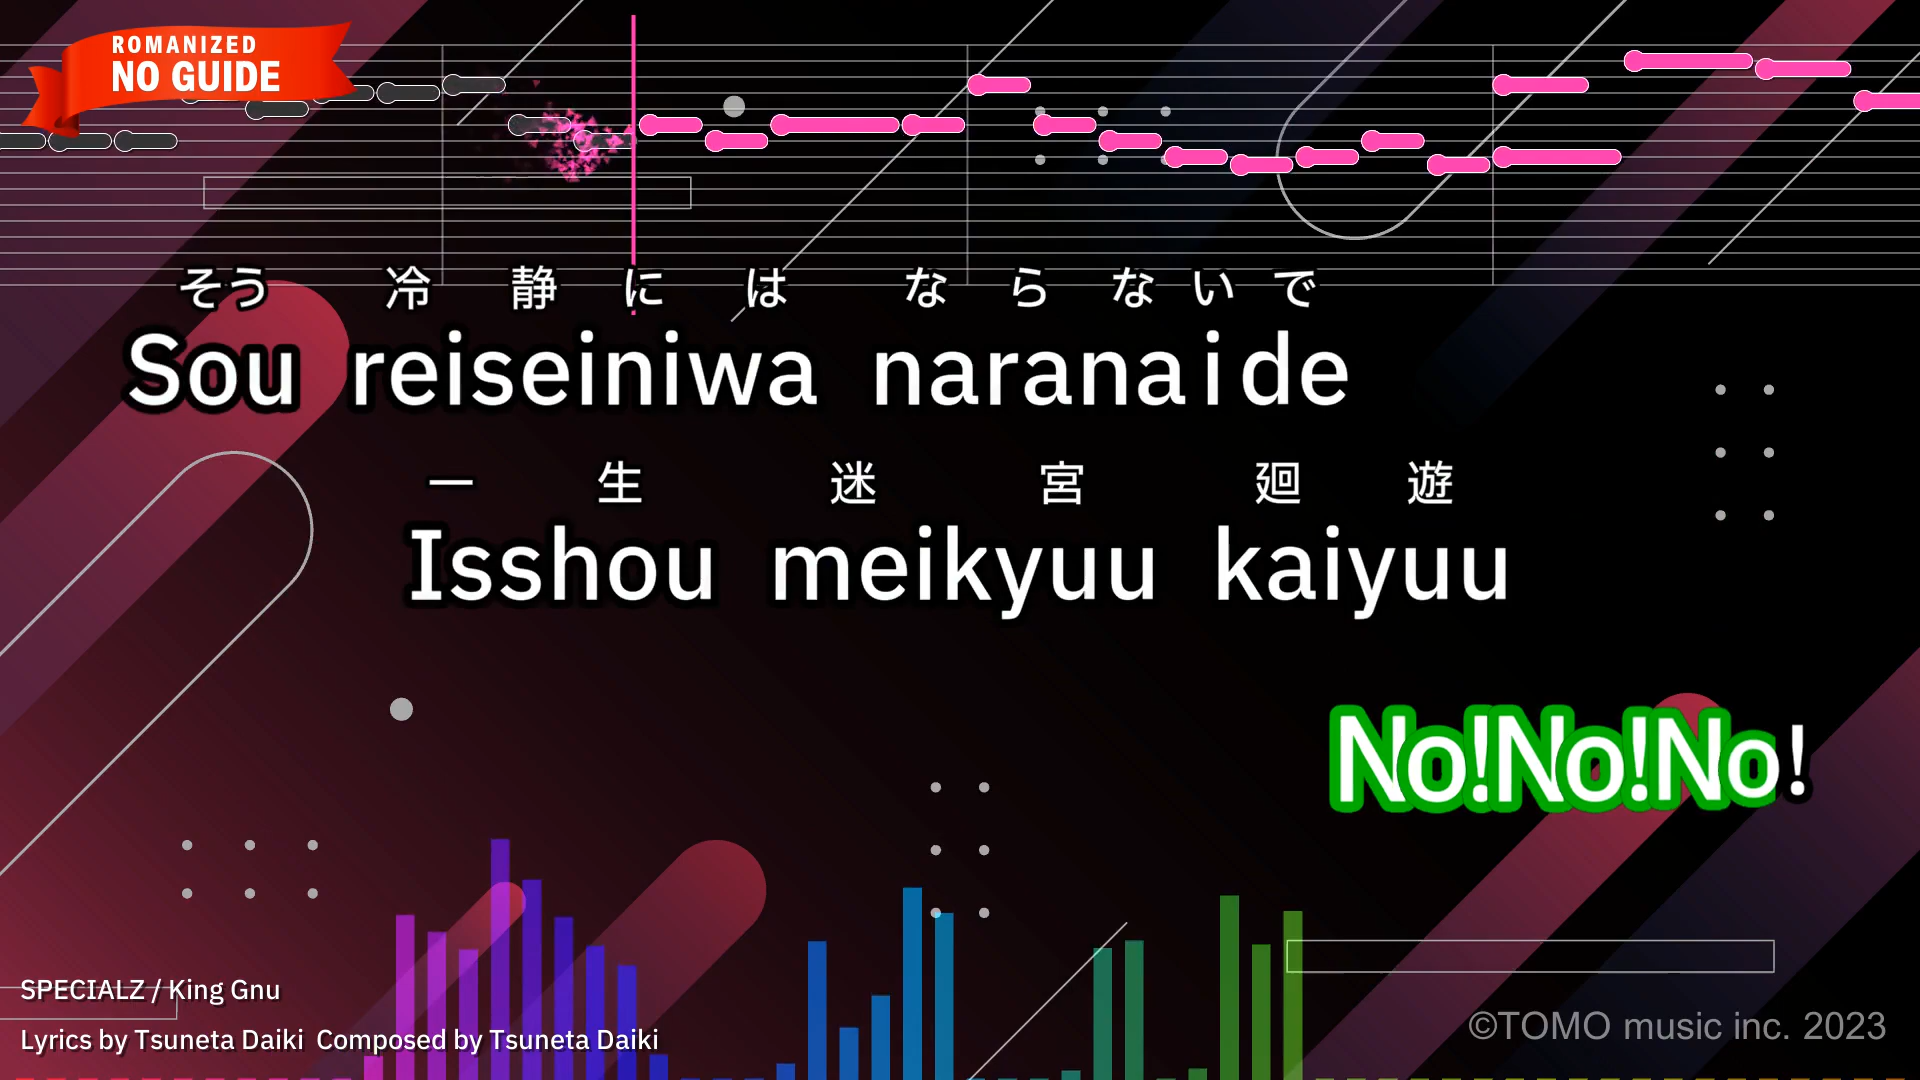 ROMANIZED
NO GUIDE
そう 冷静にはならないで
Sou reiseiniwa naranaide
一生 迷宮 廻遊
Isshou meikyuu kaiyuu
No!No!No!
SPECIALZ / King Gnu
Lyrics by Tsuneta Daiki Composed by Tsuneta Daiki
©TOMO music inc. 2023